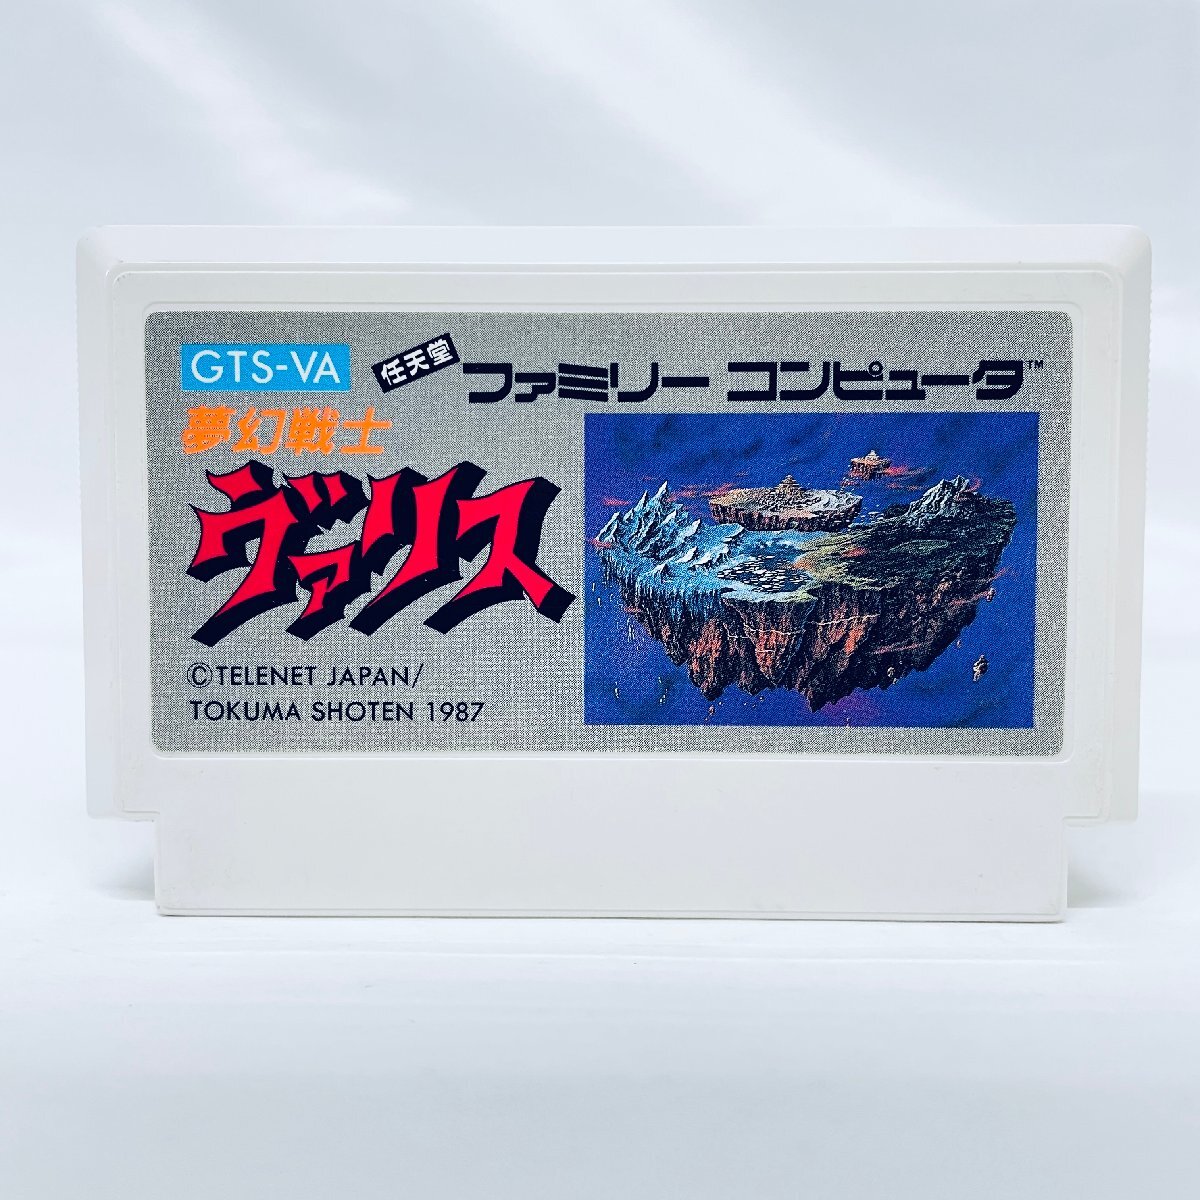 GTS-VA
任天堂 ファミリー コンピュータ™
夢幻戦士
ヴァリス
©TELENET JAPAN/
TOKUMA SHOTEN 1987